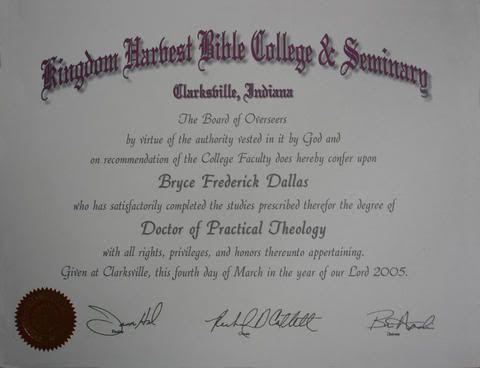 Kingdom Harvest Bible College & Seminary
Clarksville, Indiana
The Board of Overseers
by virtue of the authority vested in it by God and
on recommendation of the College Faculty does hereby confer upon
Bryce Frederick Dallas
who has satisfactorily completed the studies prescribed therefor the degree of
Doctor of Practical Theology
with all rights, privileges, and honors thereunto appertaining.
Given at Clarksville, this fourth day of March in the year of our Lord 2005.